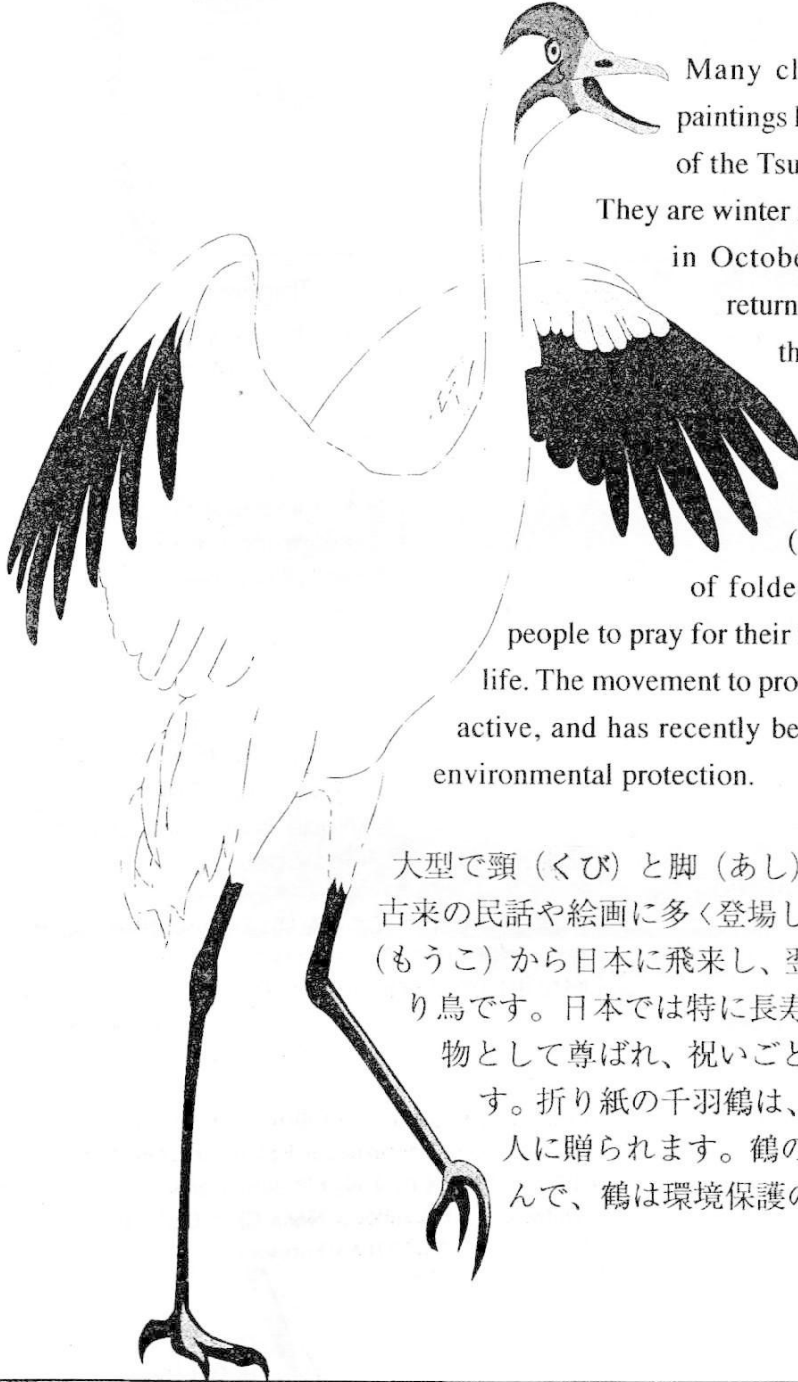 Many cl
paintings
of the Tsu
They are winter
in Octobe
return
th
(
of folde
people to pray for their
life. The movement to pro
active, and has recently be
environmental protection.
大型で頸（くび）と脚（あし）
古来の民話や絵画に多く登場し
（もうこ）から日本に飛来し、翌
り鳥です。日本では特に長寿
物として尊ばれ、祝いごと
す。折り紙の千羽鶴は、
人に贈られます。鶴の
んで、鶴は環境保護の